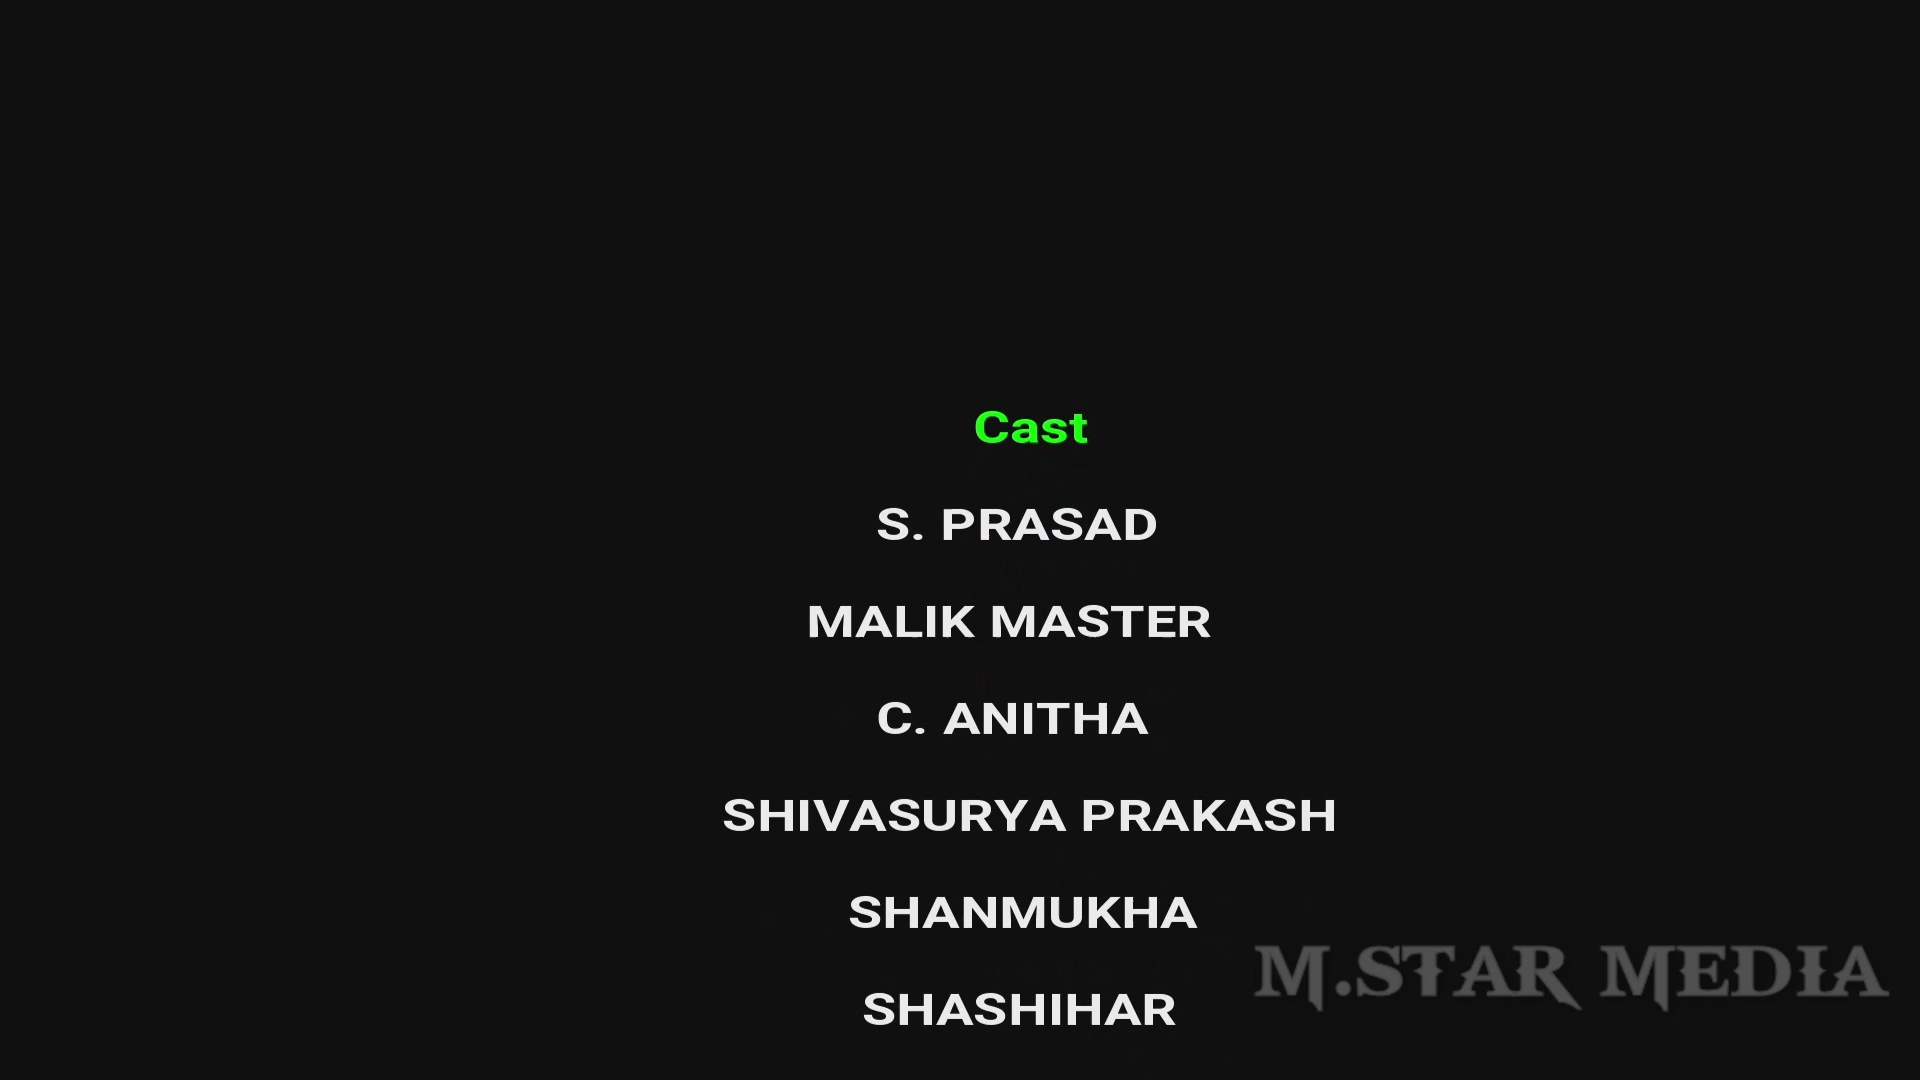 Cast
S. PRASAD
MALIK MASTER
C. ANITHA
SHIVASURYA PRAKASH
SHANMUKHA
SHASHIHAR
M.STAR MEDIA